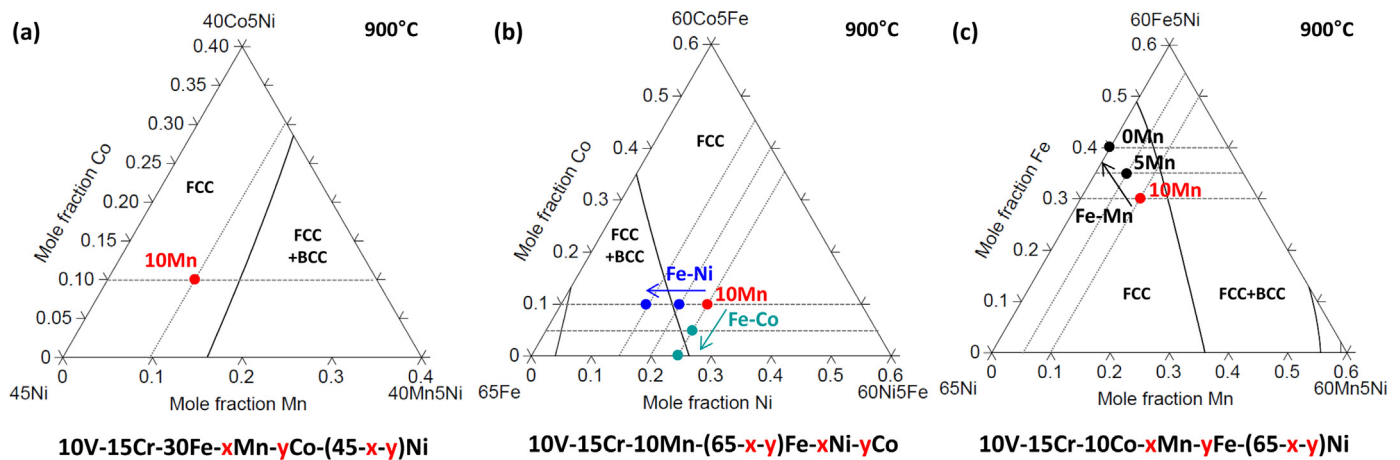 (a)
40Co5Ni
900°C
0.40
0.30
0.25
0.20
0.15
0.10
0.05
0
Mole fraction Co
FCC
FCC
+BCC
10Mn
0
0.1
0.2
0.3
0.4
45Ni
Mole fraction Mn
40Mn5Ni
10V-15Cr-30Fe-xMn-yCo-(45-x-y)Ni
(b)
60Co5Fe
900°C
0.6
0.5
0.4
0.3
0.2
0.1
0
Mole fraction Co
FCC
FCC
+BCC
Fe-Ni
10Mn
Fe-Co
0
0.1
0.2
0.3
0.4
0.5
0.6
65Fe
Mole fraction Ni
60Ni5Fe
10V-15Cr-10Mn-(65-x-y)Fe-xNi-yCo
(c)
60Fe5Ni
900°C
0.6
0.5
0.4
0.3
0.2
0.1
0
Mole fraction Fe
0Mn
5Mn
10Mn
Fe-Mn
FCC
FCC+BCC
0
0.1
0.2
0.3
0.4
0.5
0.6
65Ni
Mole fraction Mn
60Mn5Ni
10V-15Cr-10Co-xMn-yFe-(65-x-y)Ni